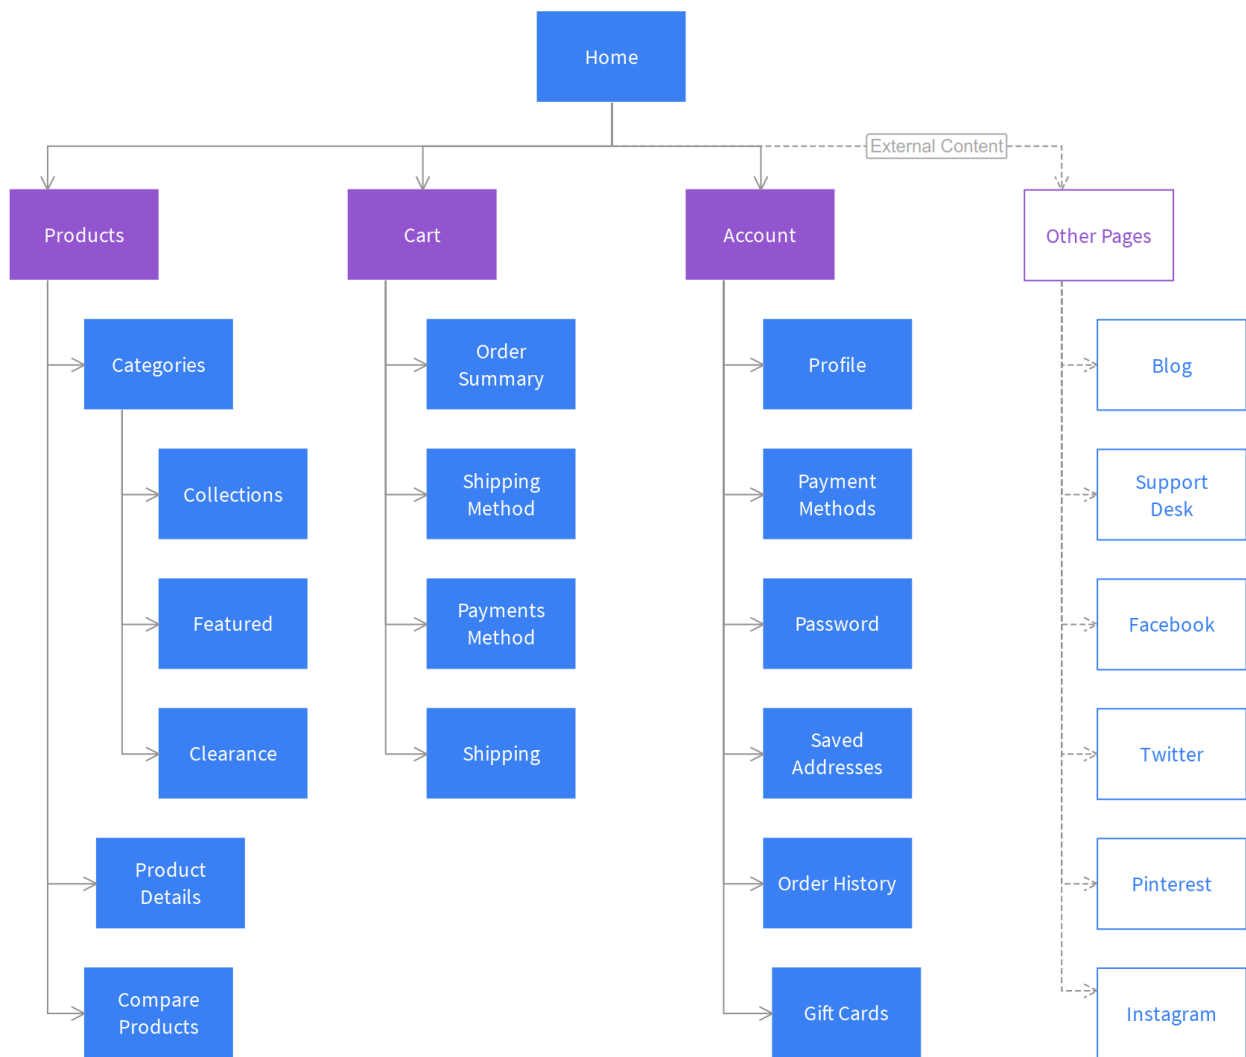 Home
External Content
Products
Cart
Account
Other Pages
Categories
Order
Summary
Profile
Blog
Collections
Shipping
Method
Payment
Methods
Support
Desk
Featured
Payments
Method
Password
Facebook
Clearance
Shipping
Saved
Addresses
Twitter
Product
Details
Order History
Pinterest
Compare
Products
Gift Cards
Instagram